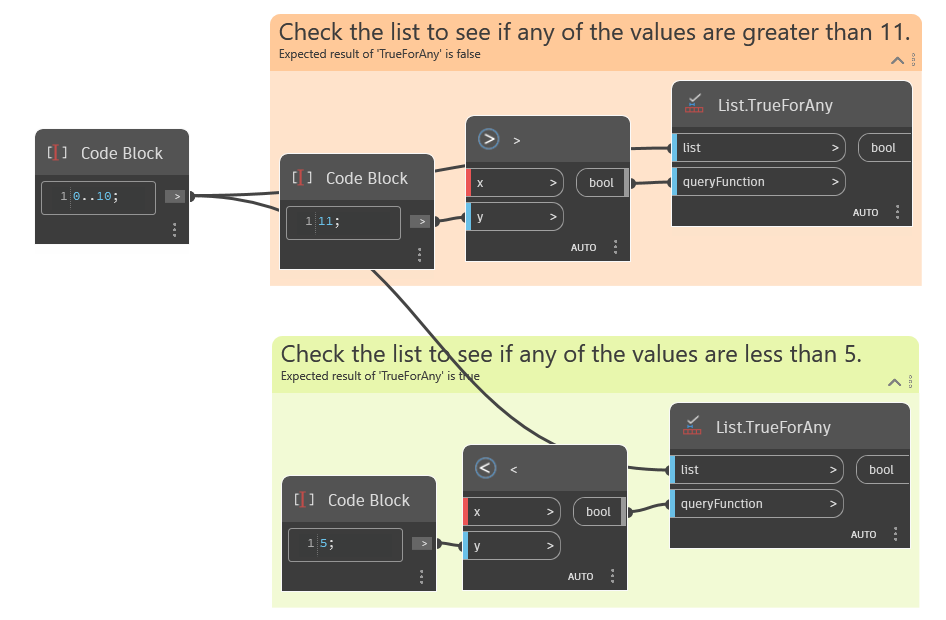 Check the list to see if any of the values are greater than 11.
Expected result of 'TrueForAny' is false
Code Block
1 0..10;
>
Code Block
1 11;
>
>
x >
bool
y >
AUTO
List.TrueForAny
list >
bool
queryFunction >
AUTO
Check the list to see if any of the values are less than 5.
Expected result of 'TrueForAny' is true
Code Block
1 5;
>
<
x >
bool
y >
AUTO
List.TrueForAny
list >
bool
queryFunction >
AUTO